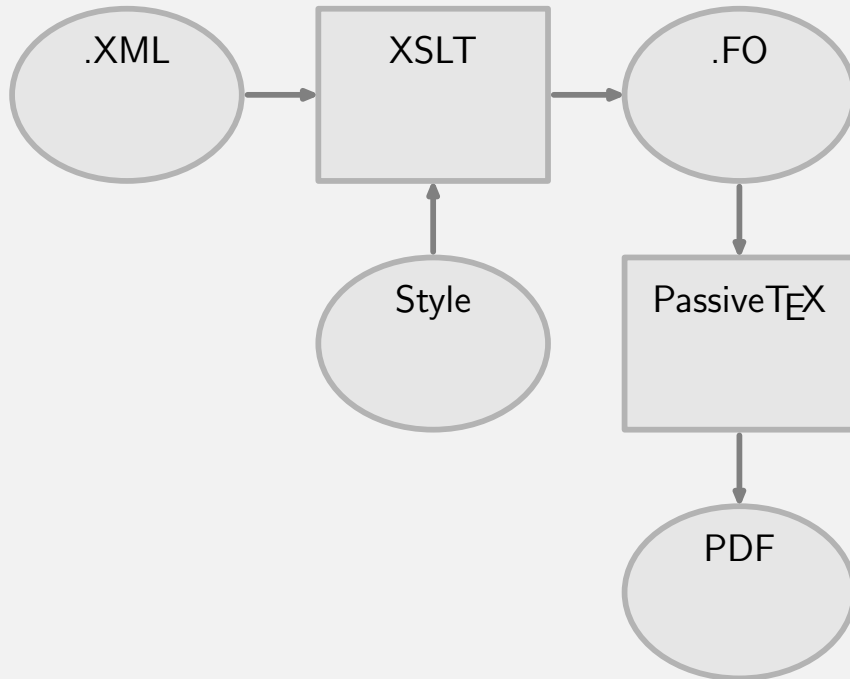 .XML
XSLT
.FO
Style
PassiveTEX
PDF